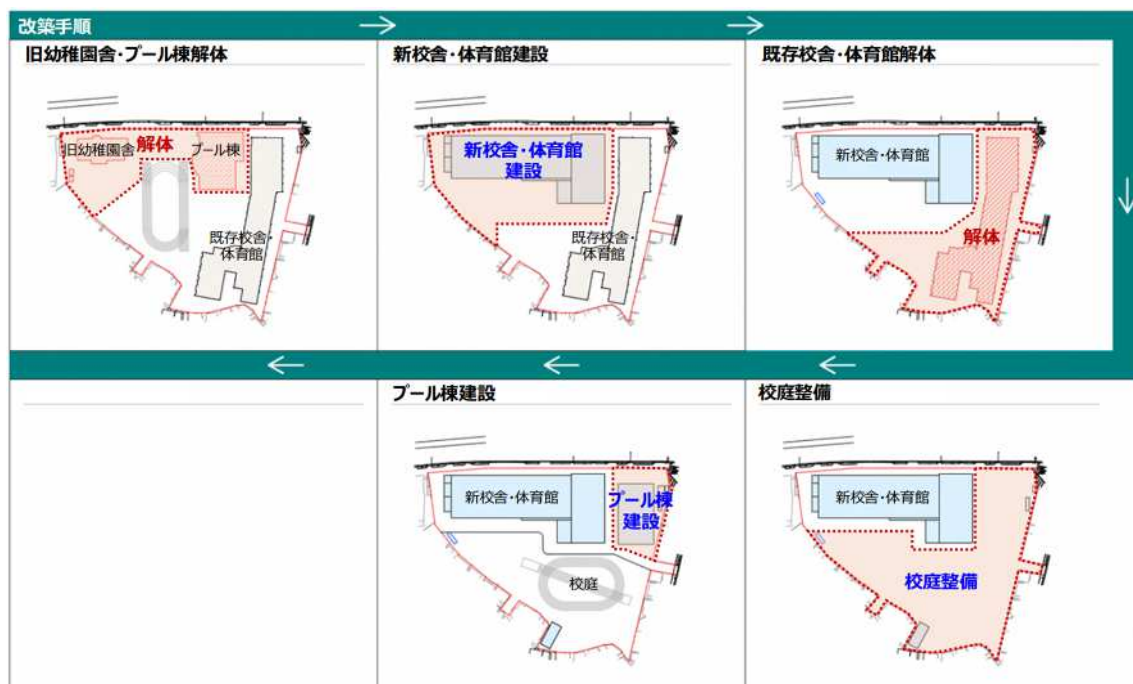 改築手順
旧幼稚園舎・プール棟解体
旧幼稚園舎
解体
プール棟
既存校舎・
体育館
新校舎・体育館建設
新校舎・体育館
建設
既存校舎・
体育館
既存校舎・体育館解体
新校舎・体育館
解体
校庭整備
新校舎・体育館
校庭整備
プール棟建設
新校舎・体育館
プール棟
建設
校庭